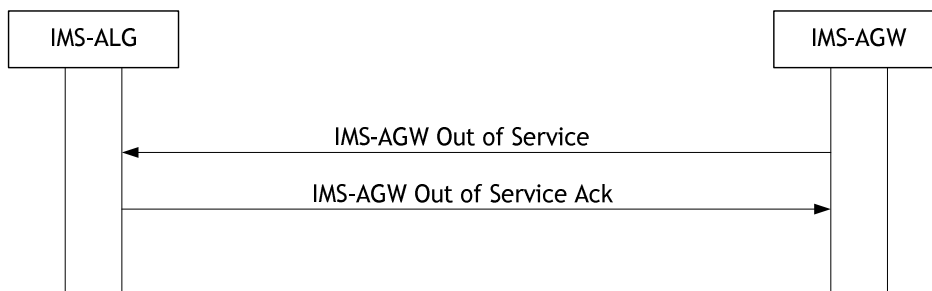 IMS-ALG
IMS-AGW
IMS-AGW Out of Service
IMS-AGW Out of Service Ack